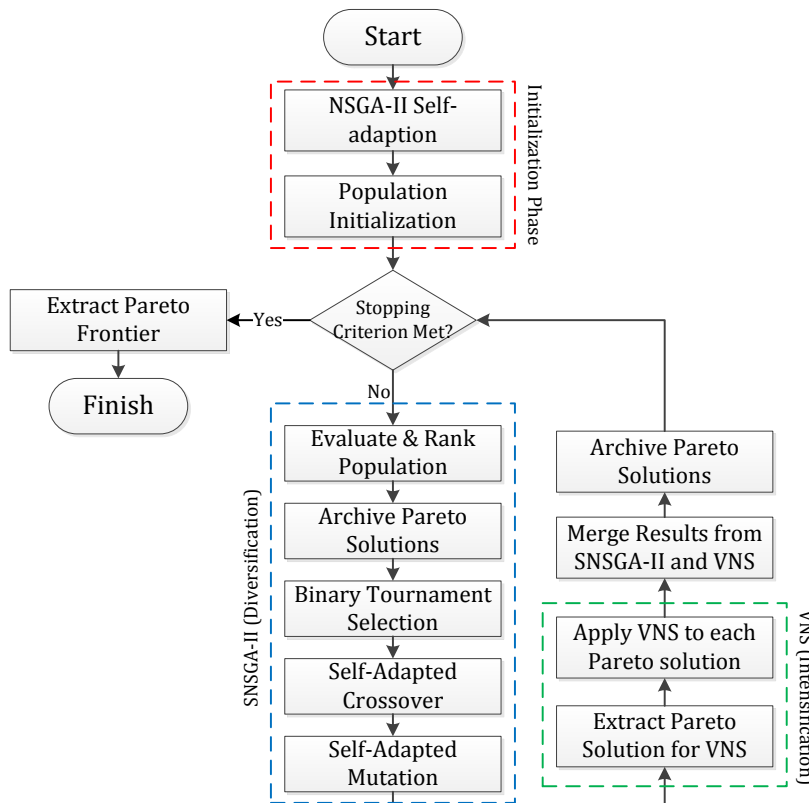 Start
NSGA-II Self-
adaption
Population
Initialization
Initialization Phase
Stopping
Criterion Met?
Yes
Extract Pareto
Frontier
Finish
No
Evaluate & Rank
Population
Archive Pareto
Solutions
Binary Tournament
Selection
Self-Adapted
Crossover
Self-Adapted
Mutation
SNSGA-II (Diversification)
Archive Pareto
Solutions
Merge Results from
SNSGA-II and VNS
Apply VNS to each
Pareto solution
Extract Pareto
Solution for VNS
VNS (Intensification)